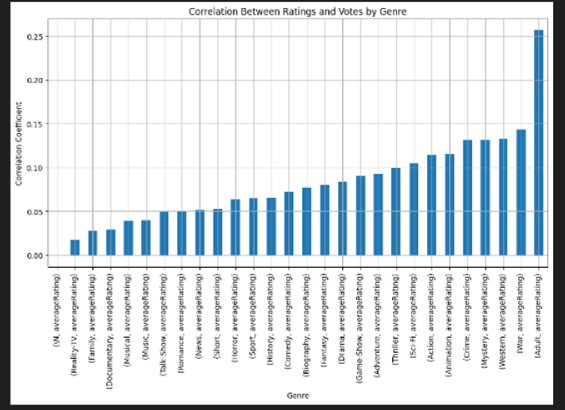 Correlation Between Ratings and Votes by Genre
Correlation Coefficient
0.25
0.20
0.15
0.10
0.05
0.00
(\N, averageRating)
(Reality-TV, averageRating)
(Family, averageRating)
(Documentary, averageRating)
(Musical, averageRating)
(Music, averageRating)
(Talk-Show, averageRating)
(Romance, averageRating)
(News, averageRating)
(Short, averageRating)
(Horror, averageRating)
(Sport, averageRating)
(History, averageRating)
(Comedy, averageRating)
(Biography, averageRating)
(Fantasy, averageRating)
(Drama, averageRating)
(Game-Show, averageRating)
(Adventure, averageRating)
(Thriller, averageRating)
(Sci-Fi, averageRating)
(Action, averageRating)
(Animation, averageRating)
(Crime, averageRating)
(Mystery, averageRating)
(Western, averageRating)
(War, averageRating)
(Adult, averageRating)
Genre